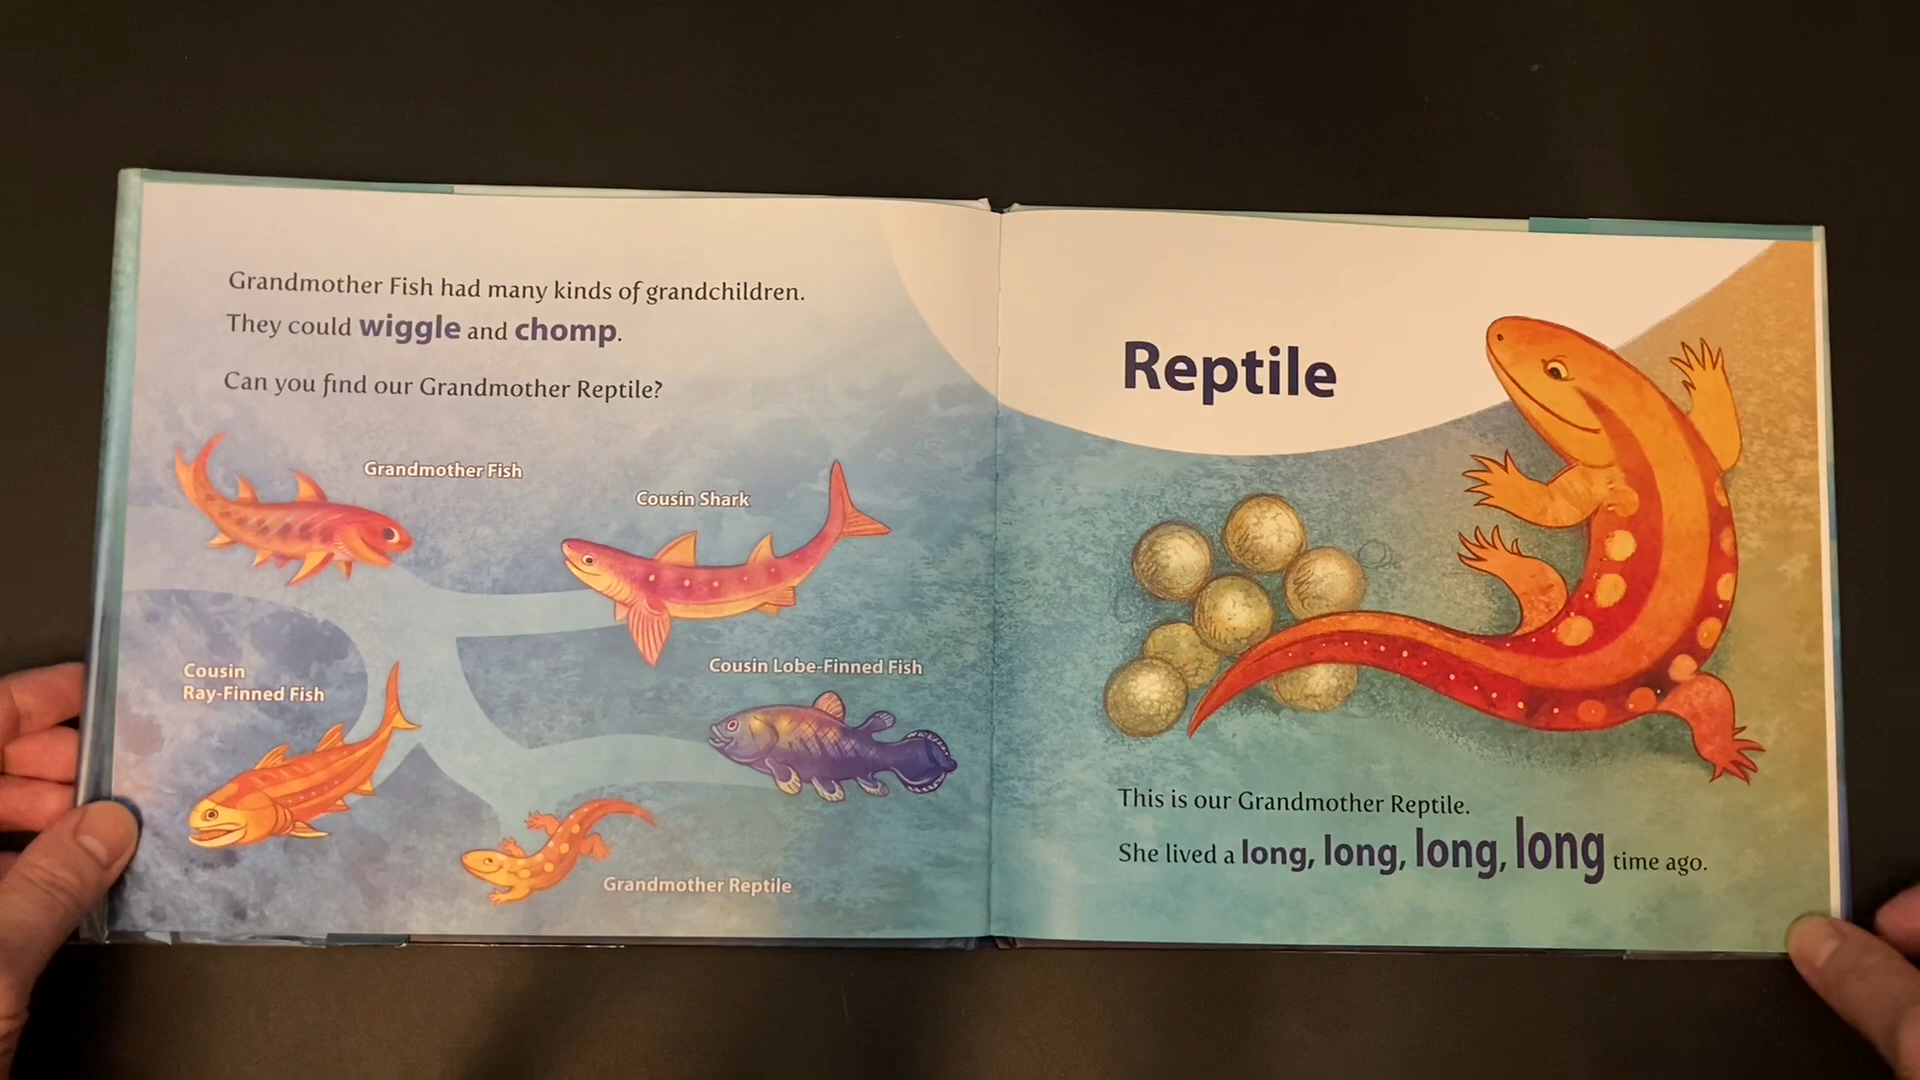 Grandmother Fish had many kinds of grandchildren.
They could wiggle and chomp.
Can you find our Grandmother Reptile?
Grandmother Fish
Cousin Shark
Cousin Lobe-Finned Fish
Cousin
Ray-Finned Fish
Grandmother Reptile
Reptile
This is our Grandmother Reptile.
She lived a long, long, long, long time ago.